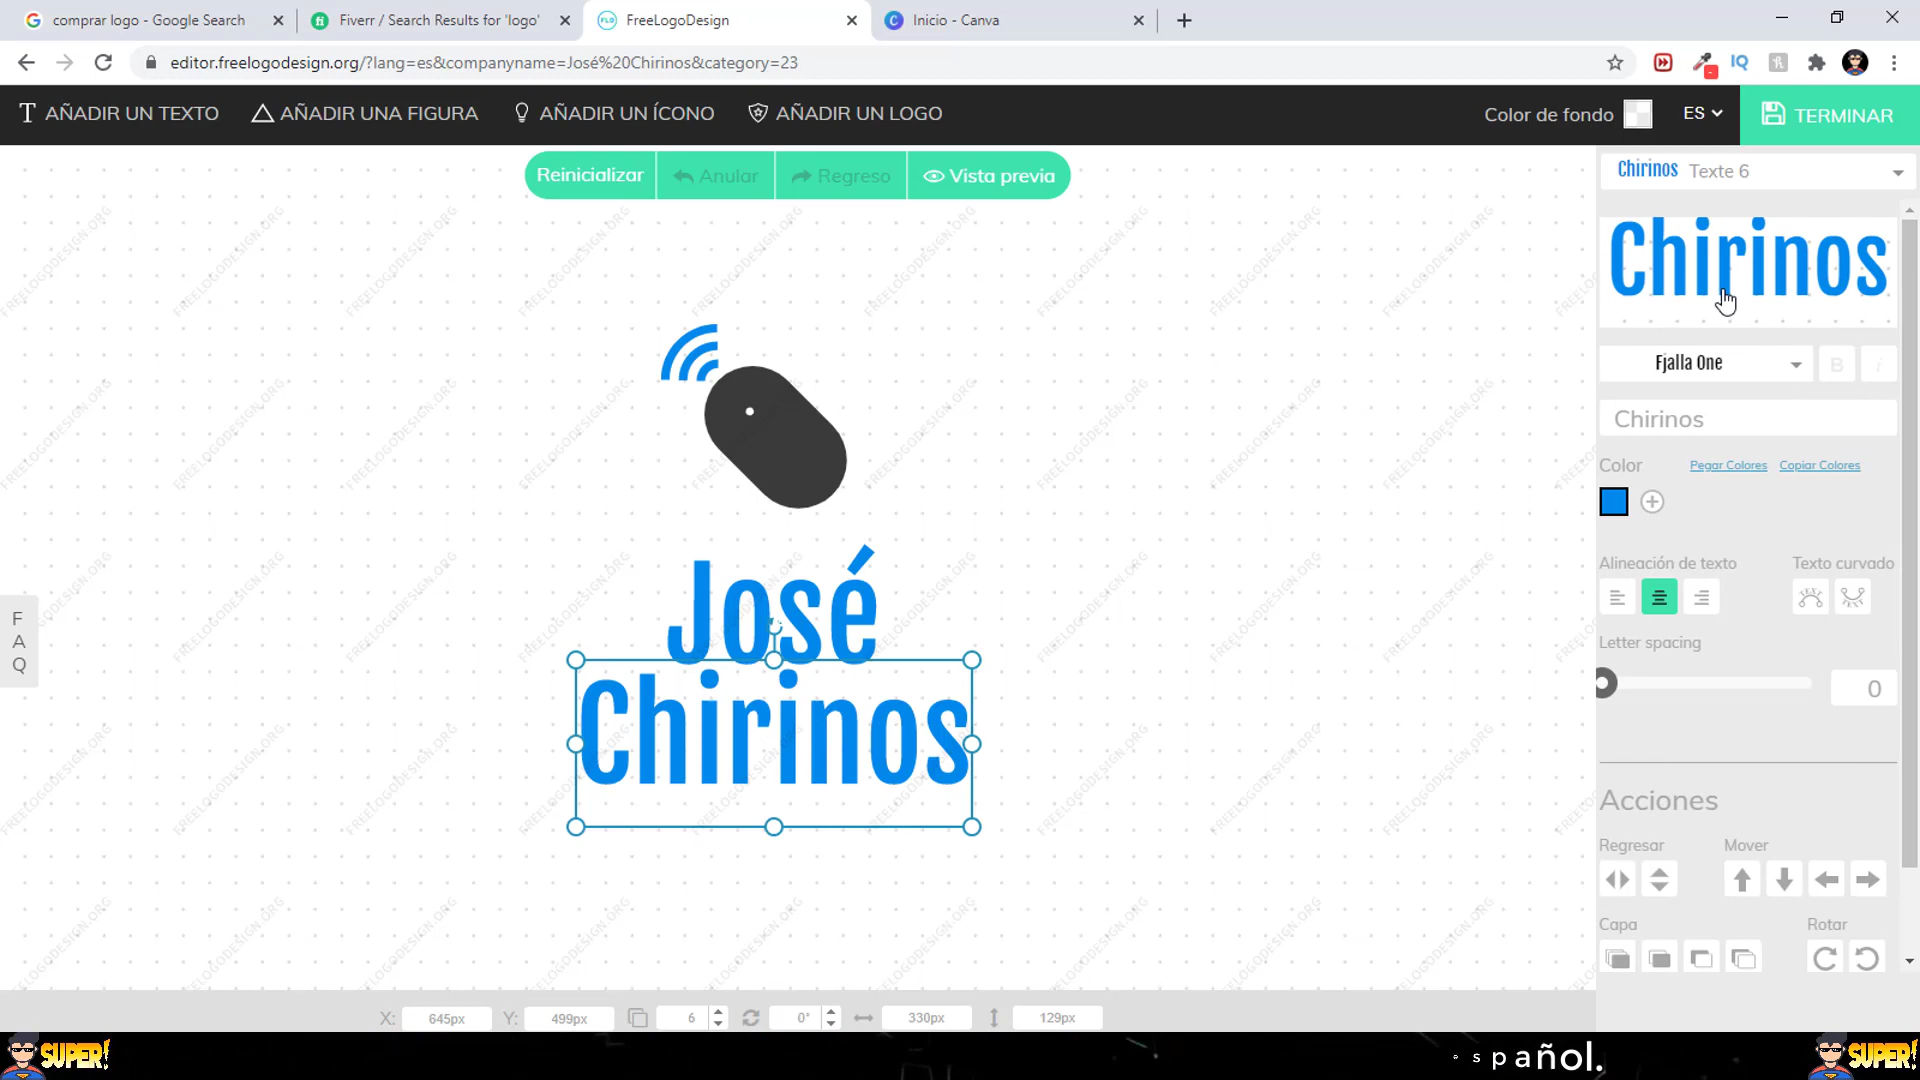 comprar logo - Google Search
Fiverr / Search Results for 'logo'
FreeLogoDesign
Inicio - Canva
editor.freelogodesign.org/?lang=es&companyname=José%20Chirinos&category=23
T AÑADIR UN TEXTO
AÑADIR UNA FIGURA
AÑADIR UN ÍCONO
AÑADIR UN LOGO
Color de fondo
ES
TERMINAR
Reinicializar
Anular
Regreso
Vista previa
Chirinos Texte 6
Chirinos
Fjalla One
B i
Chirinos
Color
Pegar Colores
Copiar Colores
Alineación de texto
Texto curvado
Letter spacing
0
Acciones
Regresar
Mover
Capa
Rotar
José
Chirinos
F
A
Q
FREELOGODESIGN.ORG
X: 645px
Y: 499px
6
0°
330px
129px
SUPER!
spañol.
SUPER!